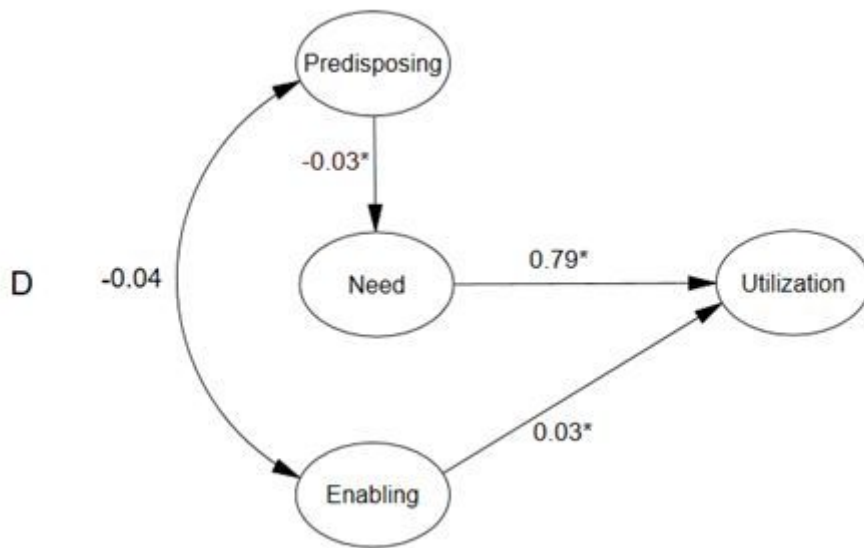 Predisposing
-0.03*
D
-0.04
Need
0.79*
Utilization
0.03*
Enabling